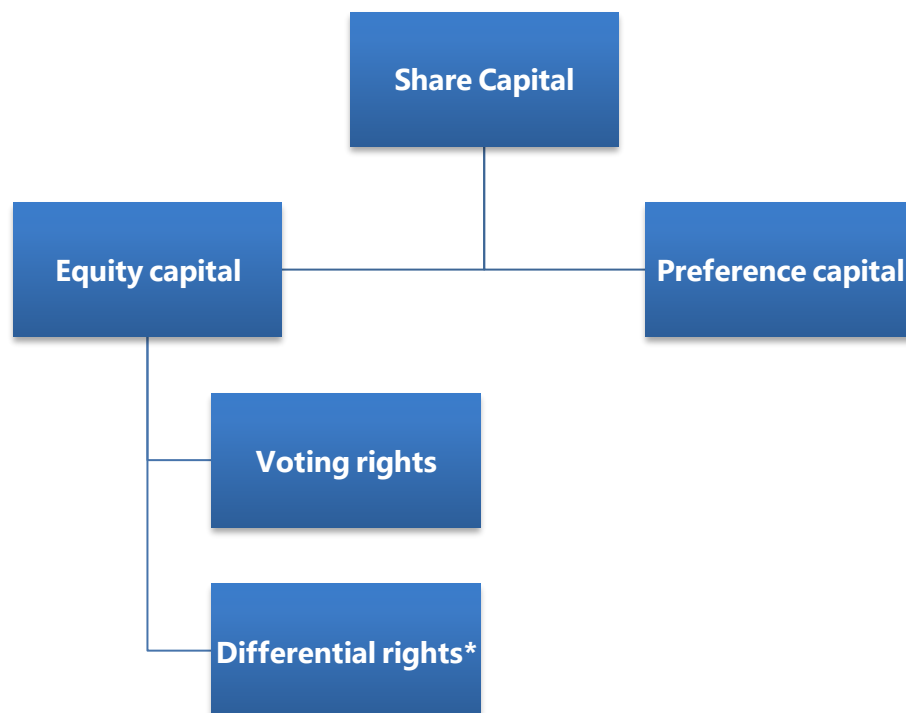 Share Capital
Equity capital
Preference capital
Voting rights
Differential rights*